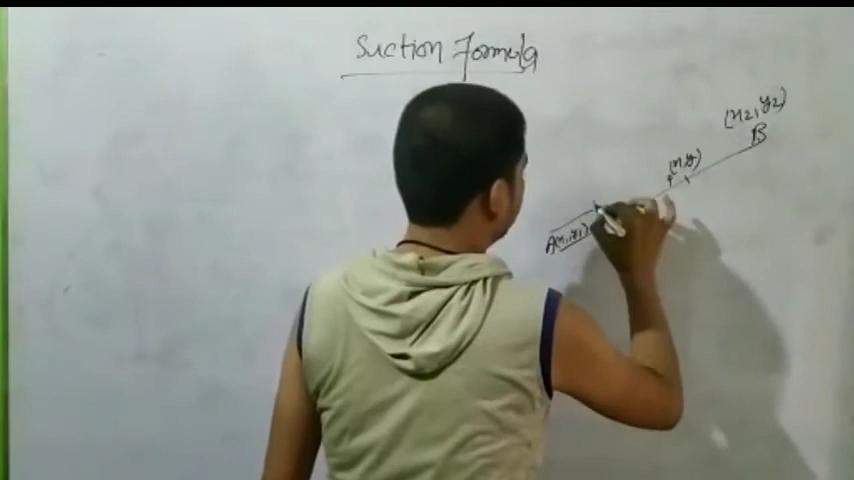 Suction Formula
(x2, y2)
B
(x,y)
P
A(x1,y1)